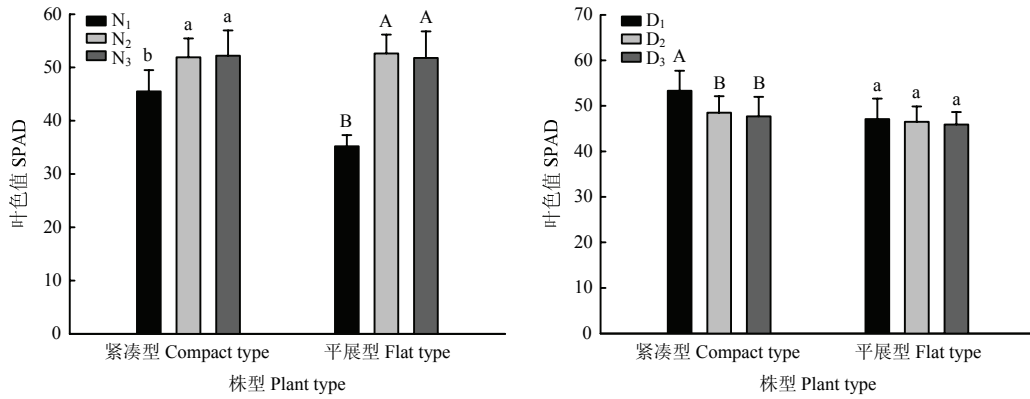 60
50
40
30
20
10
0
叶色值 SPAD
N₁
N₂
N₃
b
a
a
B
A
A
紧凑型 Compact type
平展型 Flat type
株型 Plant type
70
60
50
40
30
20
10
0
叶色值 SPAD
D₁
D₂
D₃
A
B
B
a
a
a
紧凑型 Compact type
平展型 Flat type
株型 Plant type